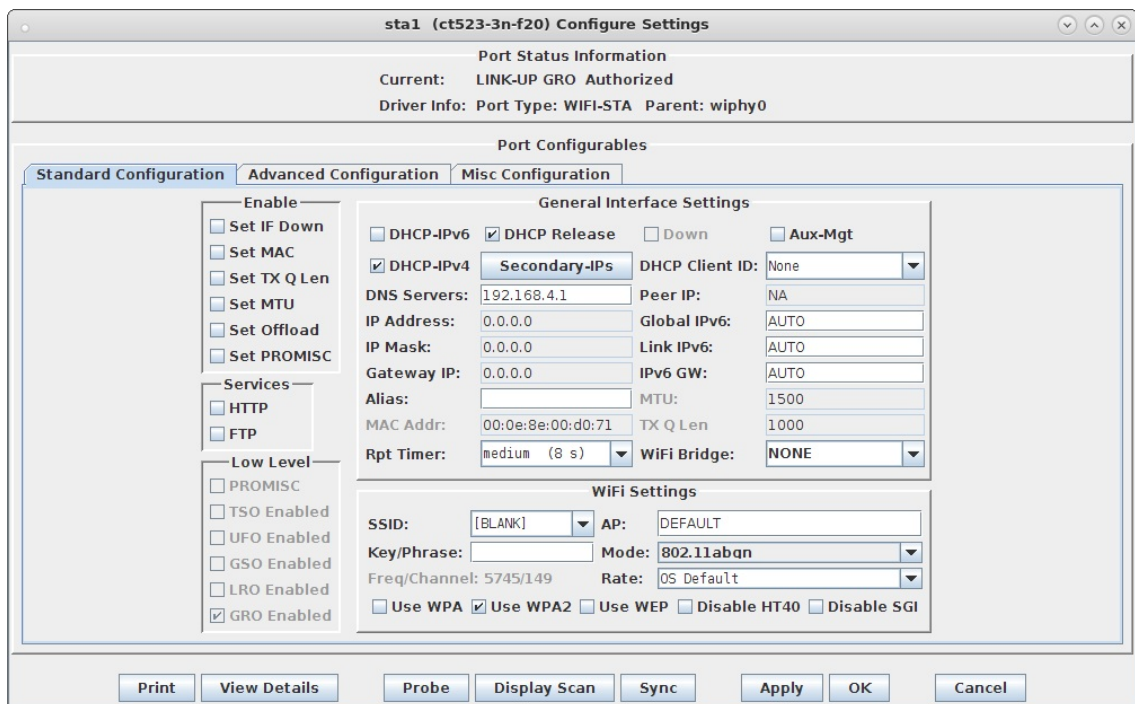 sta1 (ct523-3n-f20) Configure Settings
Port Status Information
Current: LINK-UP GRO Authorized
Driver Info: Port Type: WIFI-STA Parent: wiphy0
Port Configurables
Standard Configuration Advanced Configuration Misc Configuration
Enable
Set IF Down
Set MAC
Set TX Q Len
Set MTU
Set Offload
Set PROMISC
Services
HTTP
FTP
Low Level
PROMISC
TSO Enabled
UFO Enabled
GSO Enabled
LRO Enabled
GRO Enabled
General Interface Settings
DHCP-IPv6 DHCP Release Down Aux-Mgt
DHCP-IPv4 Secondary-IPs DHCP Client ID: None
DNS Servers: 192.168.4.1 Peer IP: NA
IP Address: 0.0.0.0 Global IPv6: AUTO
IP Mask: 0.0.0.0 Link IPv6: AUTO
Gateway IP: 0.0.0.0 IPv6 GW: AUTO
Alias: MTU: 1500
MAC Addr: 00:0e:8e:00:d0:71 TX Q Len 1000
Rpt Timer: medium (8 s) WiFi Bridge: NONE
WiFi Settings
SSID: [BLANK] AP: DEFAULT
Key/Phrase: Mode: 802.11abgn
Freq/Channel: 5745/149 Rate: OS Default
Use WPA Use WPA2 Use WEP Disable HT40 Disable SGI
Print View Details Probe Display Scan Sync Apply OK Cancel